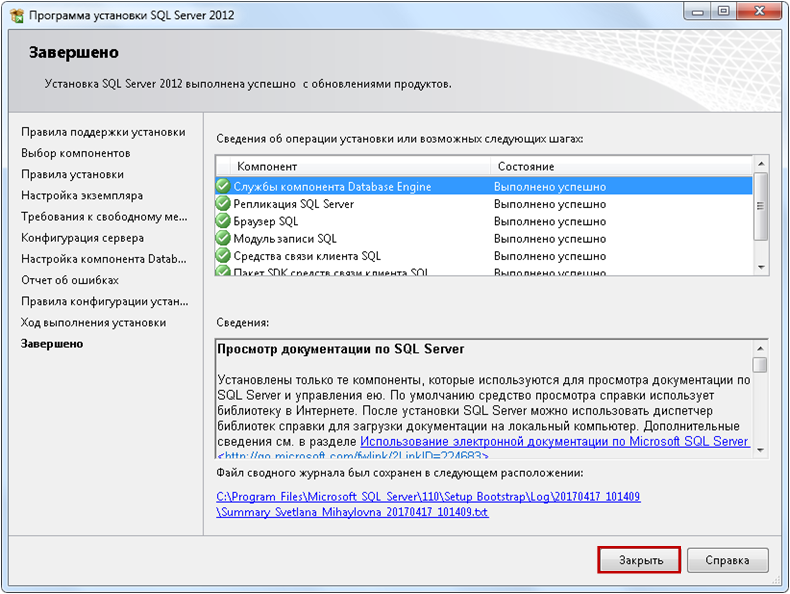 Программа установки SQL Server 2012
Завершено
Установка SQL Server 2012 выполнена успешно с обновлениями продуктов.
Правила поддержки установки
Выбор компонентов
Правила установки
Настройка экземпляра
Требования к свободному ме...
Конфигурация сервера
Настройка компонента Datab...
Отчет об ошибках
Правила конфигурации устан...
Ход выполнения установки
Завершено
Сведения об операции установки или возможных следующих шагах:
Компонент Состояние
Службы компонента Database Engine Выполнено успешно
Репликация SQL Server Выполнено успешно
Браузер SQL Выполнено успешно
Модуль записи SQL Выполнено успешно
Средства связи клиента SQL Выполнено успешно
Пакет SDK средств связи клиента SQL Выполнено успешно
Сведения:
Просмотр документации по SQL Server
Установлены только те компоненты, которые используются для просмотра документации по
SQL Server и управления ею. По умолчанию средство просмотра справки использует
библиотеку в Интернете. После установки SQL Server можно использовать диспетчер
библиотек справки для загрузки документации на локальный компьютер. Дополнительные
сведения см. в разделе Использование электронной документации по Microsoft SQL Server
<http://go.microsoft.com/fwlink/?LinkID=224683>.
Файл сводного журнала был сохранен в следующем расположении:
C:\Program Files\Microsoft SQL Server\110\Setup Bootstrap\Log\20170417_101409
\Summary_Svetlana_Mihaylovna_20170417_101409.txt
Закрыть
Справка